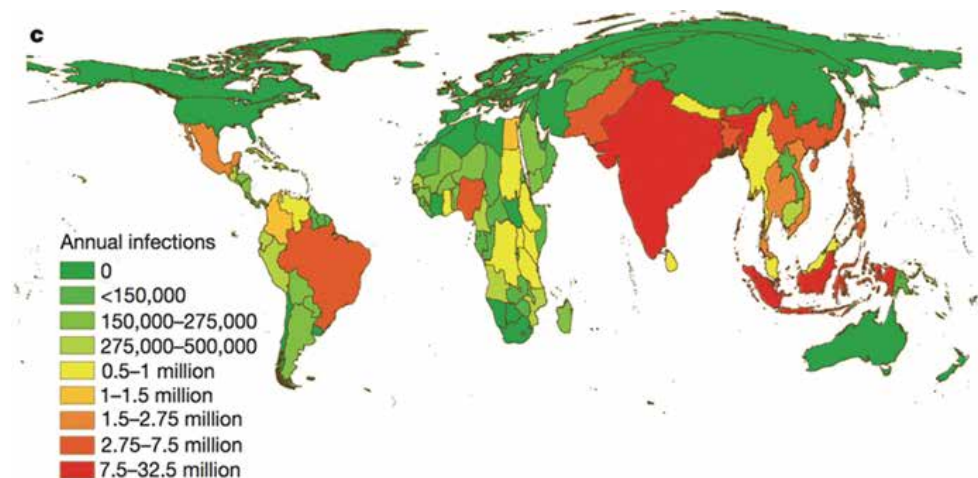 c
Annual infections
0
<150,000
150,000–275,000
275,000–500,000
0.5–1 million
1–1.5 million
1.5–2.75 million
2.75–7.5 million
7.5–32.5 million